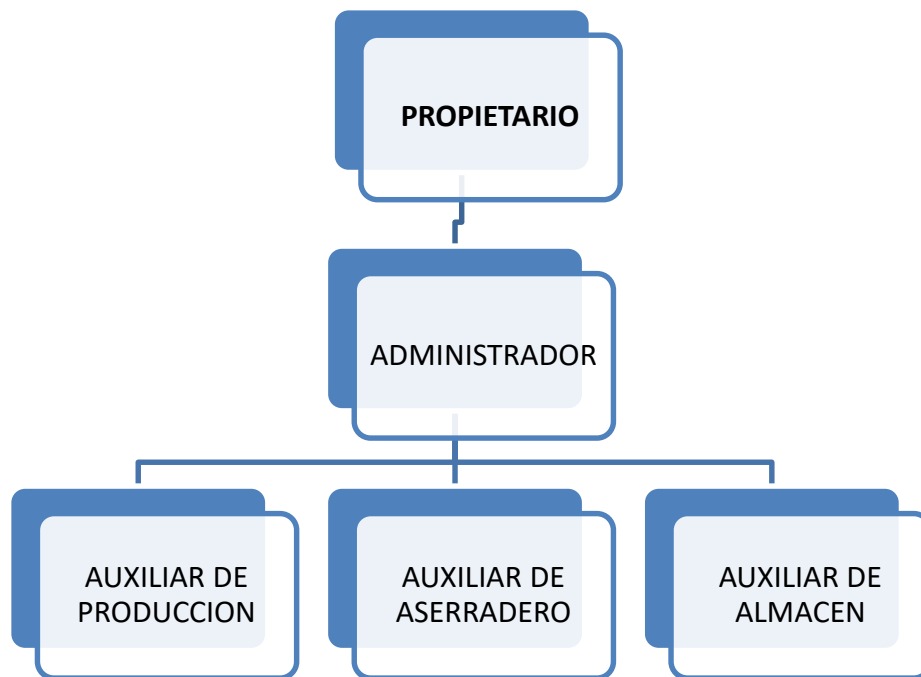 PROPIETARIO
ADMINISTRADOR
AUXILIAR DE
PRODUCCION
AUXILIAR DE
ASERRADERO
AUXILIAR DE
ALMACEN